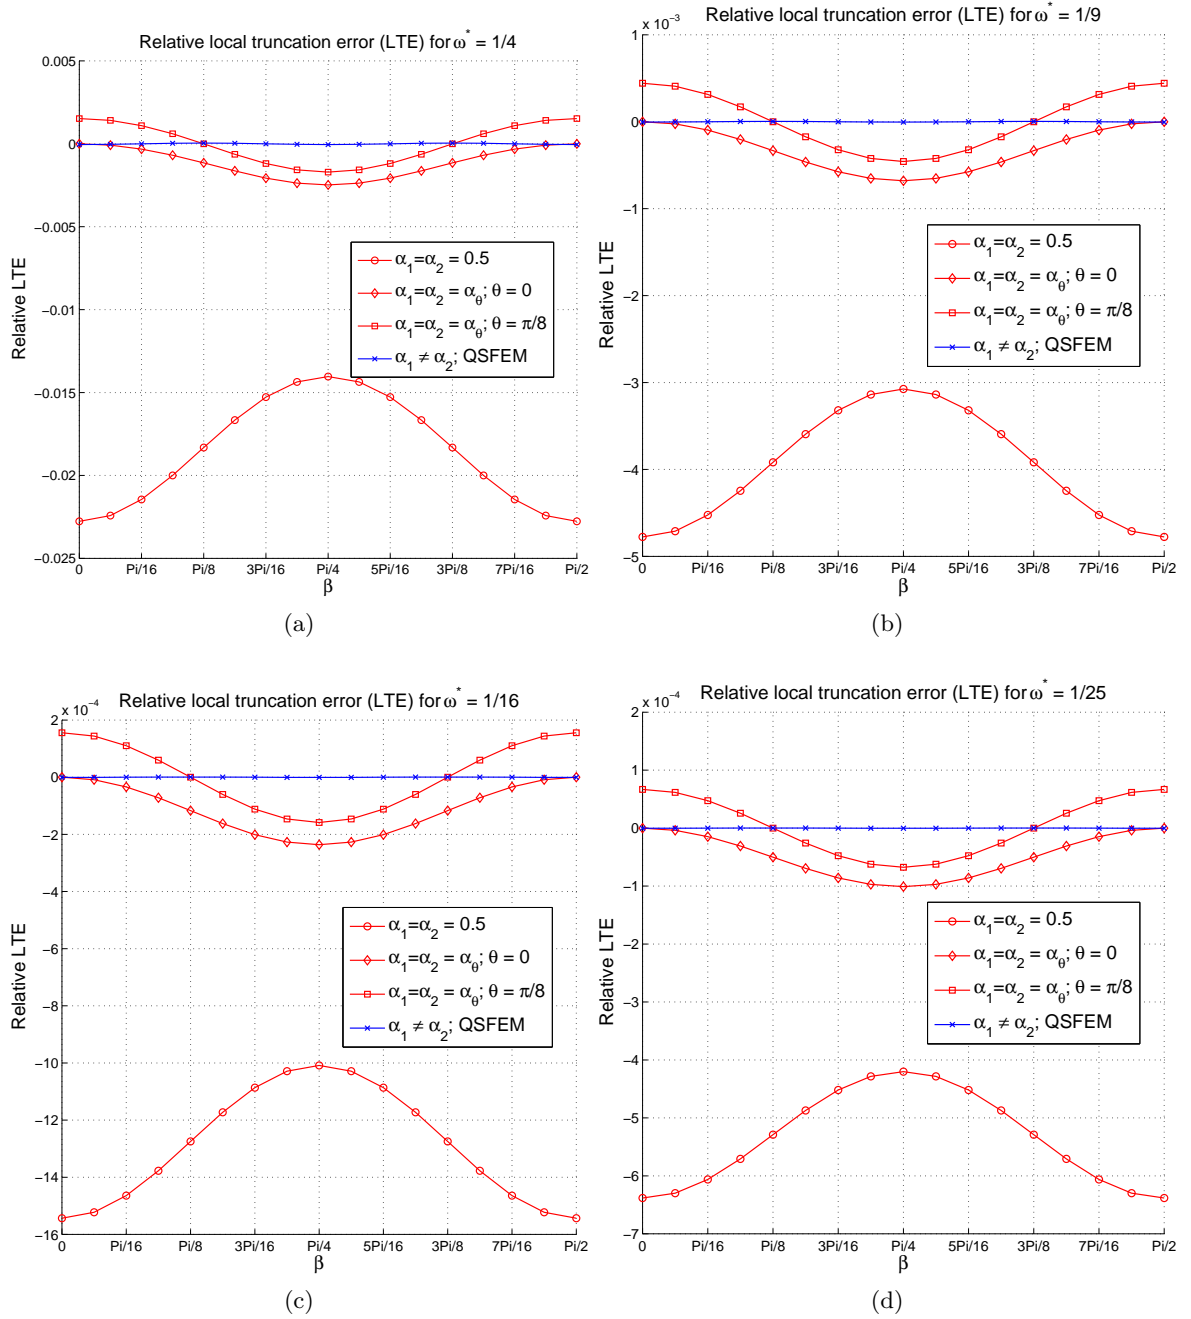 Relative local truncation error (LTE) for ω* = 1/4
0.005
0
−0.005
−0.01
−0.015
−0.02
−0.025
Relative LTE
α1=α2 = 0.5
α1=α2 = αθ; θ = 0
α1=α2 = αθ; θ = π/8
α1 ≠ α2; QSFEM
0 Pi/16 Pi/8 3Pi/16 Pi/4 5Pi/16 3Pi/8 7Pi/16 Pi/2
β
(a)
x 10^−3
Relative local truncation error (LTE) for ω* = 1/9
1
0
−1
−2
−3
−4
−5
Relative LTE
α1=α2 = 0.5
α1=α2 = αθ; θ = 0
α1=α2 = αθ; θ = π/8
α1 ≠ α2; QSFEM
0 Pi/16 Pi/8 3Pi/16 Pi/4 5Pi/16 3Pi/8 7Pi/16 Pi/2
β
(b)
Relative local truncation error (LTE) for ω* = 1/16
x 10^−4
2
0
−2
−4
−6
−8
−10
−12
−14
−16
Relative LTE
α1=α2 = 0.5
α1=α2 = αθ; θ = 0
α1=α2 = αθ; θ = π/8
α1 ≠ α2; QSFEM
0 Pi/16 Pi/8 3Pi/16 Pi/4 5Pi/16 3Pi/8 7Pi/16 Pi/2
β
(c)
Relative local truncation error (LTE) for ω* = 1/25
x 10^−4
2
1
0
−1
−2
−3
−4
−5
−6
−7
Relative LTE
α1=α2 = 0.5
α1=α2 = αθ; θ = 0
α1=α2 = αθ; θ = π/8
α1 ≠ α2; QSFEM
0 Pi/16 Pi/8 3Pi/16 Pi/4 5Pi/16 3Pi/8 7Pi/16 Pi/2
β
(d)